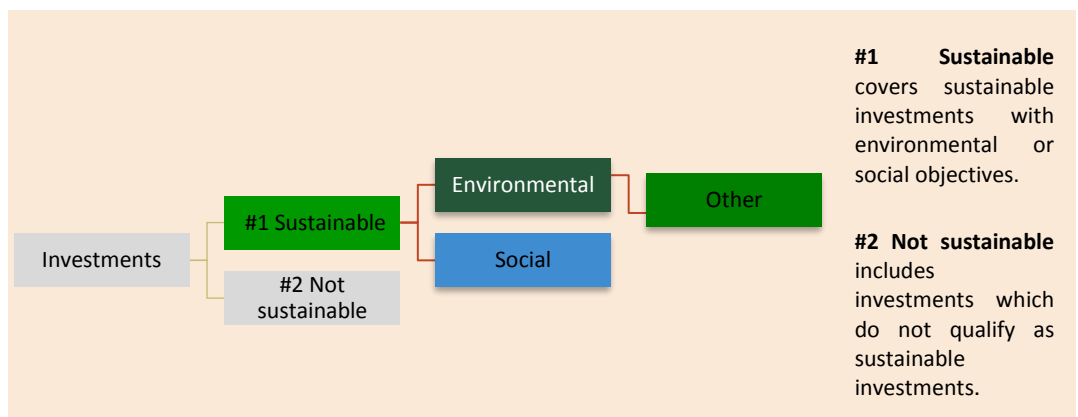 Investments
#1 Sustainable
#2 Not
sustainable
Environmental
Social
Other
#1 Sustainable
covers sustainable
investments with
environmental or
social objectives.
#2 Not sustainable
includes
investments which
do not qualify as
sustainable
investments.